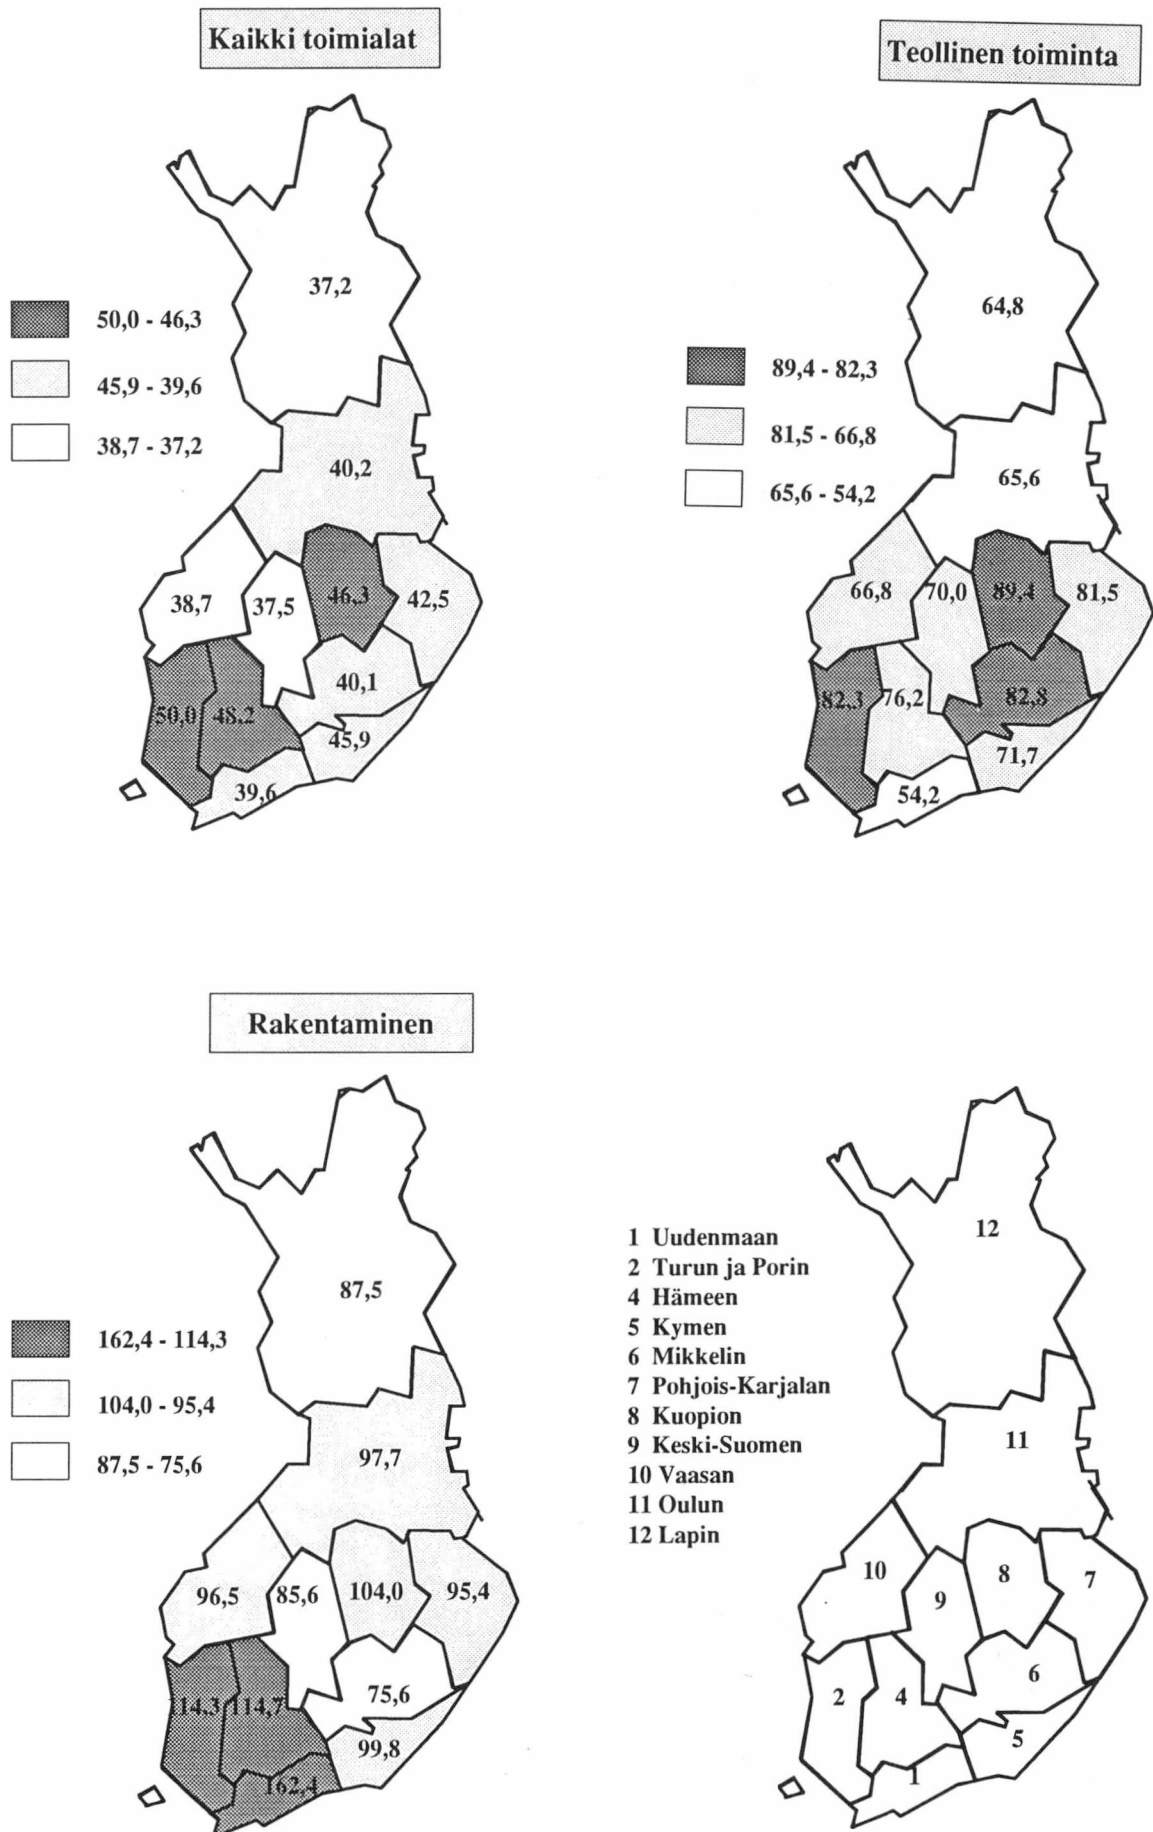 Kaikki toimialat
37,2
50,0 - 46,3
45,9 - 39,6
38,7 - 37,2
40,2
38,7
37,5
46,3
42,5
40,1
50,0
48,2
45,9
39,6
Teollinen toiminta
64,8
89,4 - 82,3
81,5 - 66,8
65,6 - 54,2
65,6
66,8
70,0
89,4
81,5
82,3
76,2
82,8
71,7
54,2
Rakentaminen
87,5
162,4 - 114,3
104,0 - 95,4
87,5 - 75,6
97,7
96,5
85,6
104,0
95,4
114,3
114,7
75,6
99,8
162,4
1 Uudenmaan
2 Turun ja Porin
4 Hämeen
5 Kymen
6 Mikkelin
7 Pohjois-Karjalan
8 Kuopion
9 Keski-Suomen
10 Vaasan
11 Oulun
12 Lapin
12
11
10
9
8
7
6
2
4
5
1